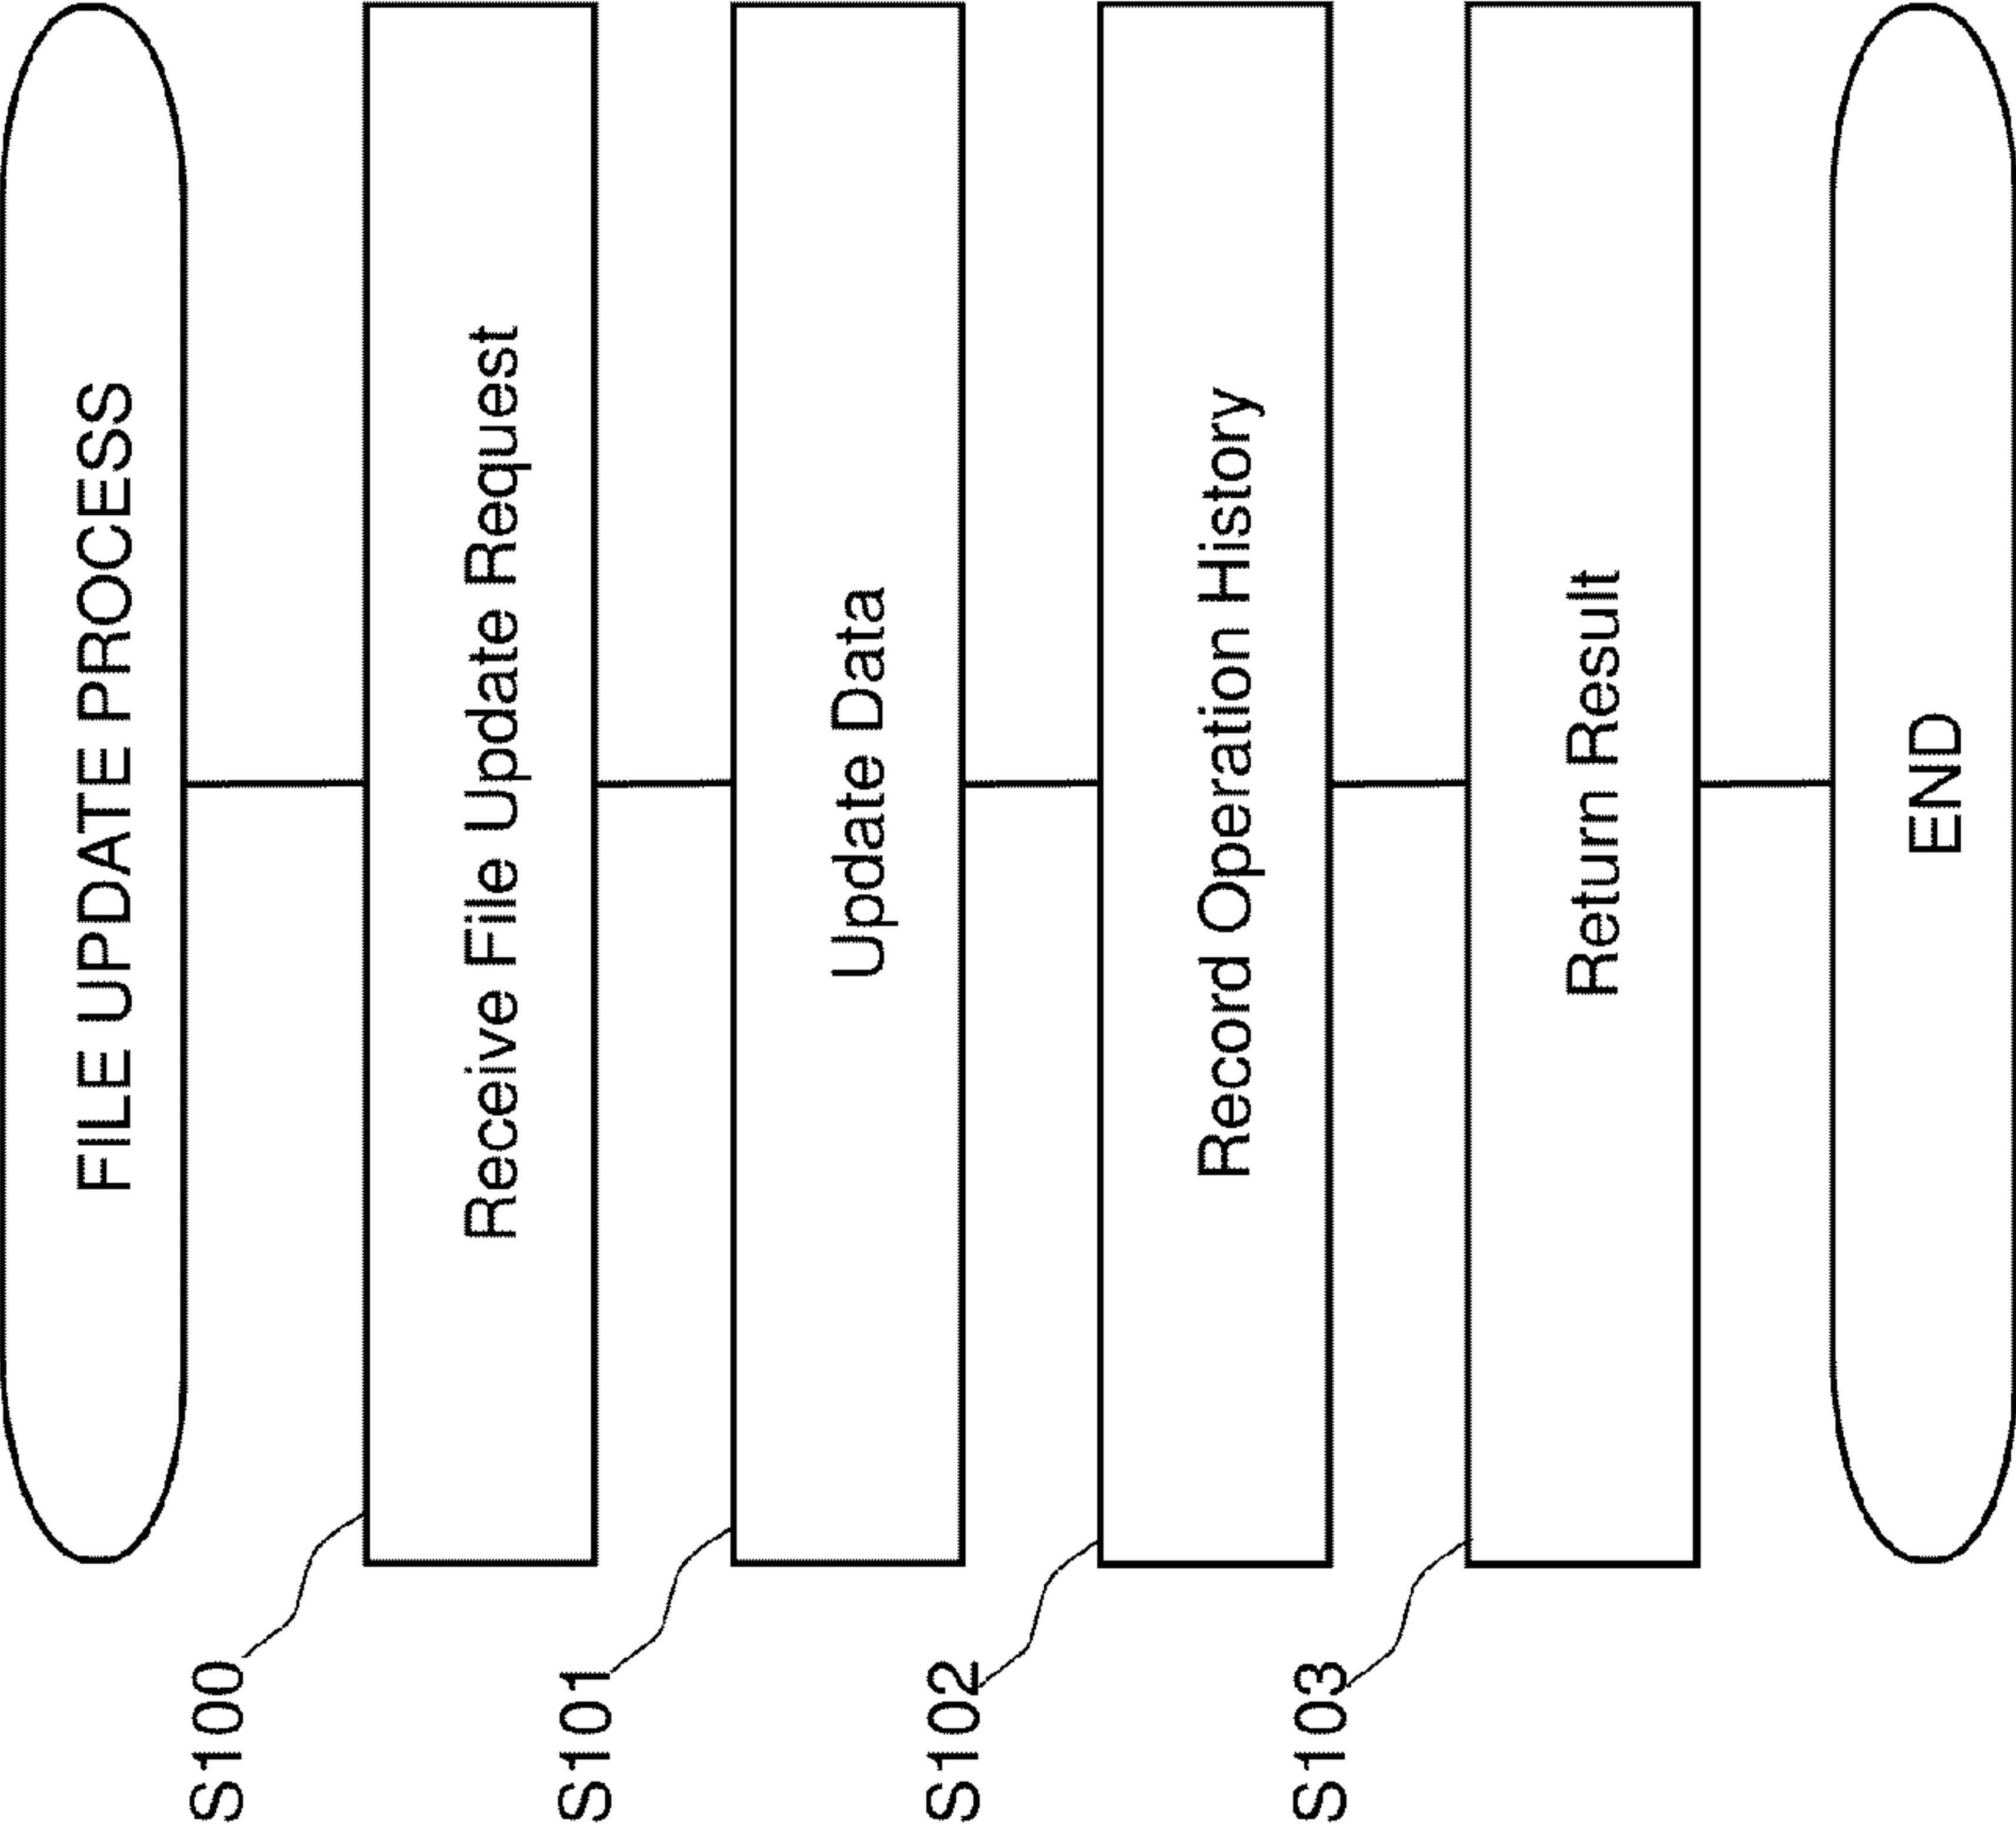 FILE UPDATE PROCESS
S100
Receive File Update Request
S101
Update Data
S102
Record Operation History
S103
Return Result
END